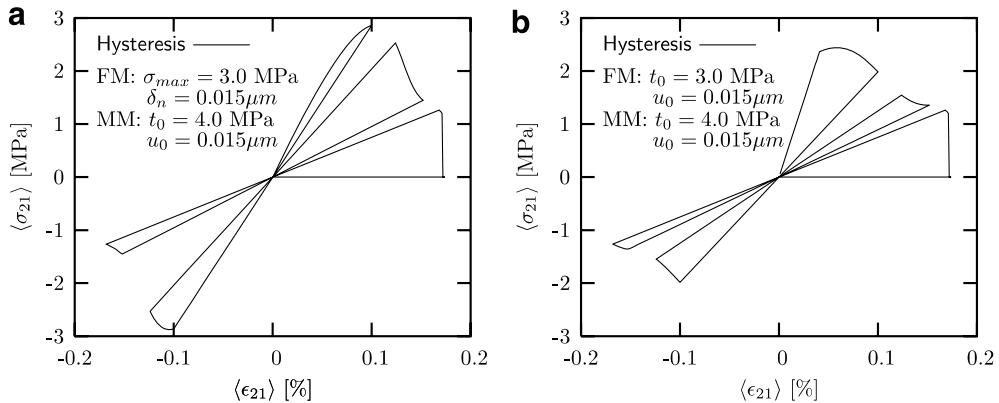 a
Hysteresis
FM: σmax = 3.0 MPa
δn = 0.015μm
MM: t0 = 4.0 MPa
u0 = 0.015μm
3
2
1
0
-1
-2
-3
⟨σ21⟩ [MPa]
-0.2 -0.1 0 0.1 0.2
⟨ϵ21⟩ [%]
b
Hysteresis
FM: t0 = 3.0 MPa
u0 = 0.015μm
MM: t0 = 4.0 MPa
u0 = 0.015μm
3
2
1
0
-1
-2
-3
⟨σ21⟩ [MPa]
-0.2 -0.1 0 0.1 0.2
⟨ϵ21⟩ [%]